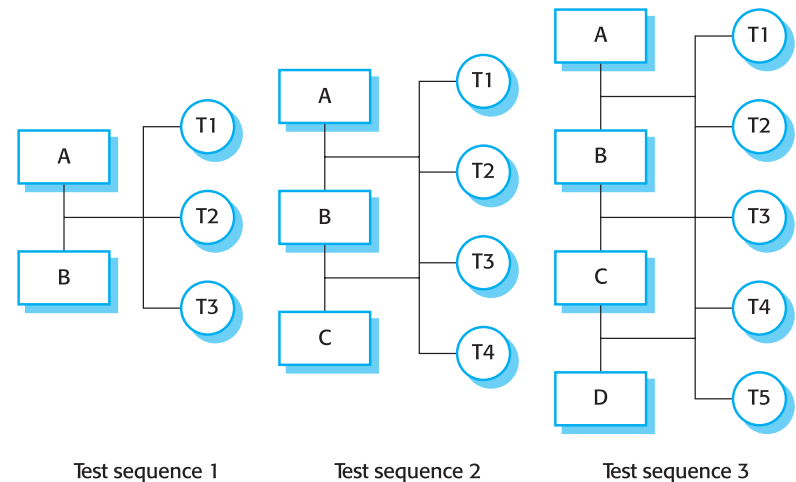 A
B
T1
T2
T3
Test sequence 1
A
B
C
T1
T2
T3
T4
Test sequence 2
A
B
C
D
T1
T2
T3
T4
T5
Test sequence 3